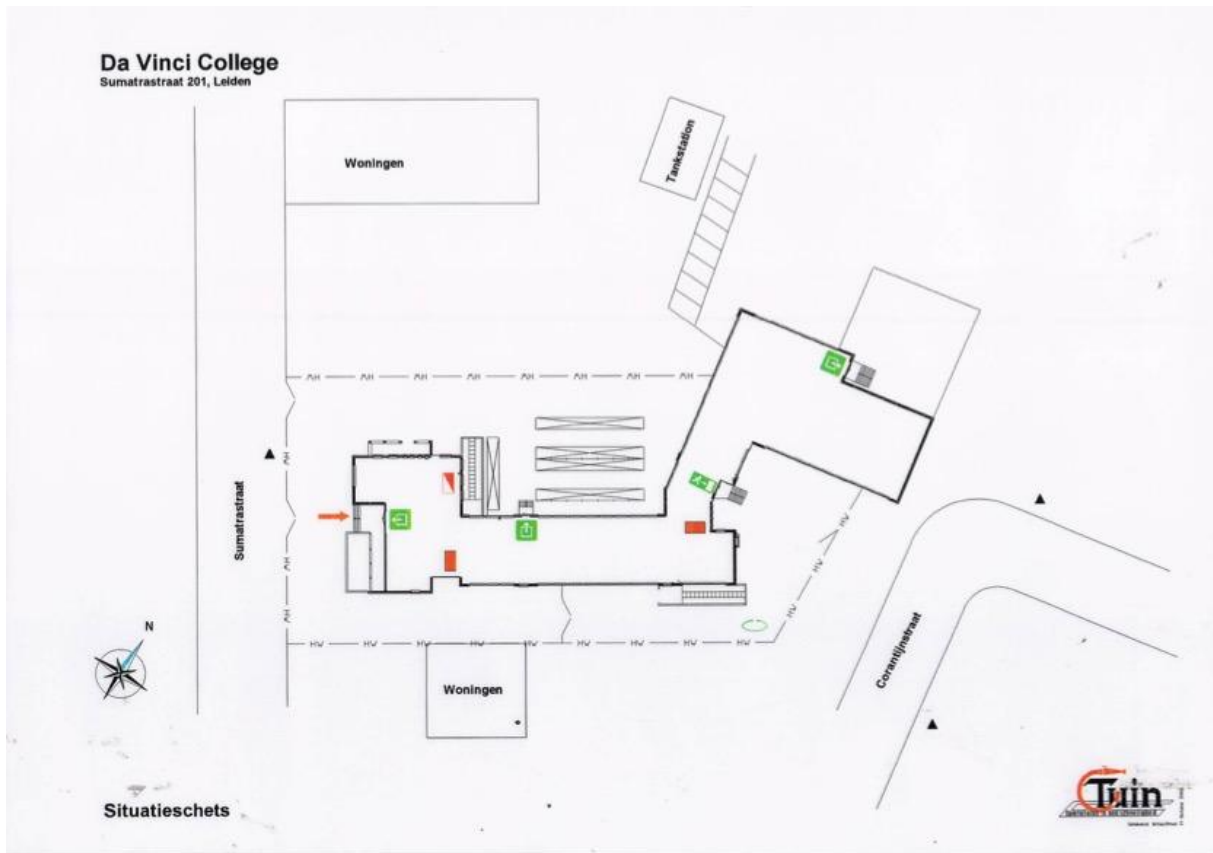 Da Vinci College
Sumatrastraat 201, Leiden
Woningen
Tankstation
Sumatrastraat
N
Woningen
Corantijnstraat
Situatieschets
Tuin